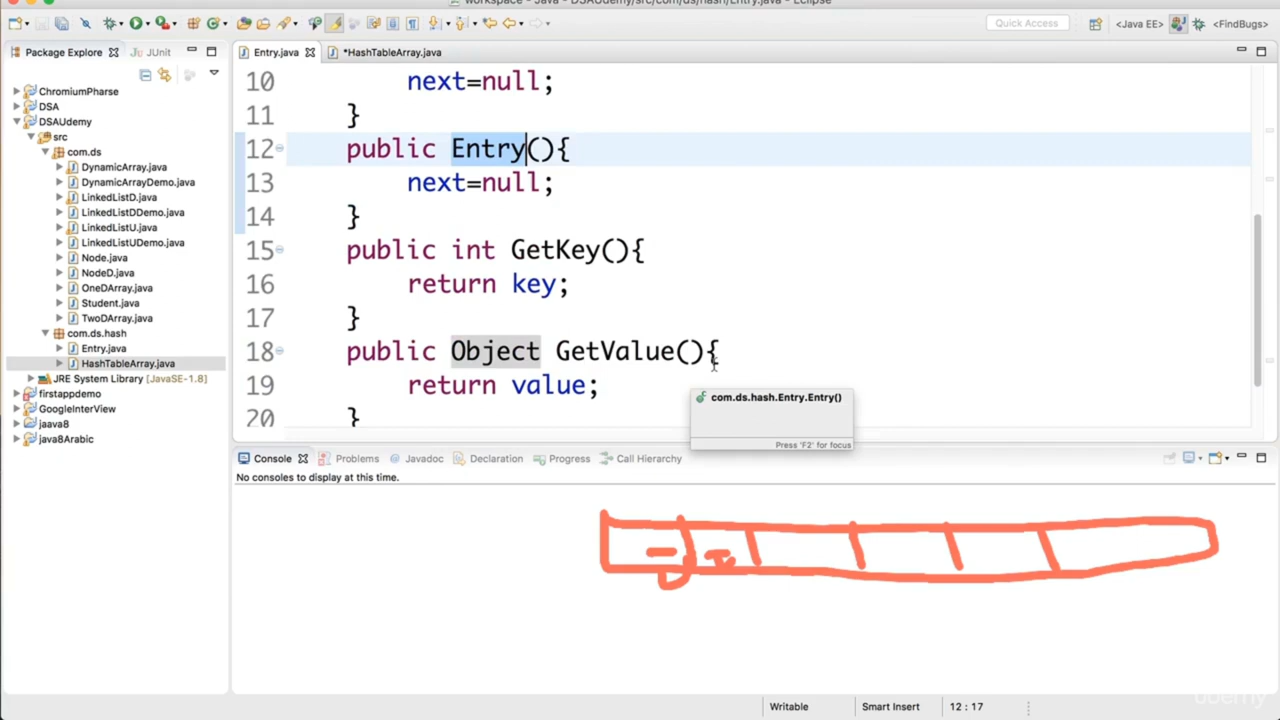 workspace - DSAUdemy/src/com/ds/hash/Entry.java - Eclipse
Quick Access
<Java EE>
<FindBugs>
Package Explorer
JUnit
Entry.java
*HashTableArray.java
ChromiumPharse
DSA
DSAUdemy
src
com.ds
DynamicArray.java
DynamicArrayDemo.java
LinkedListD.java
LinkedListDDemo.java
LinkedListU.java
LinkedListUDemo.java
Node.java
NodeD.java
OneDArray.java
Student.java
TwoDArray.java
com.ds.hash
Entry.java
HashTableArray.java
JRE System Library [JavaSE-1.8]
firstappdemo
GoogleInterView
jaava8
java8Arabic
10 next=null;
11 }
12 public Entry(){
13 next=null;
14 }
15 public int GetKey(){
16 return key;
17 }
18 public Object GetValue(){
19 return value;
20 }
com.ds.hash.Entry.Entry()
Press 'F2' for focus
Console
Problems
Javadoc
Declaration
Progress
Call Hierarchy
No consoles to display at this time.
Writable
Smart Insert
12 : 17
udemy